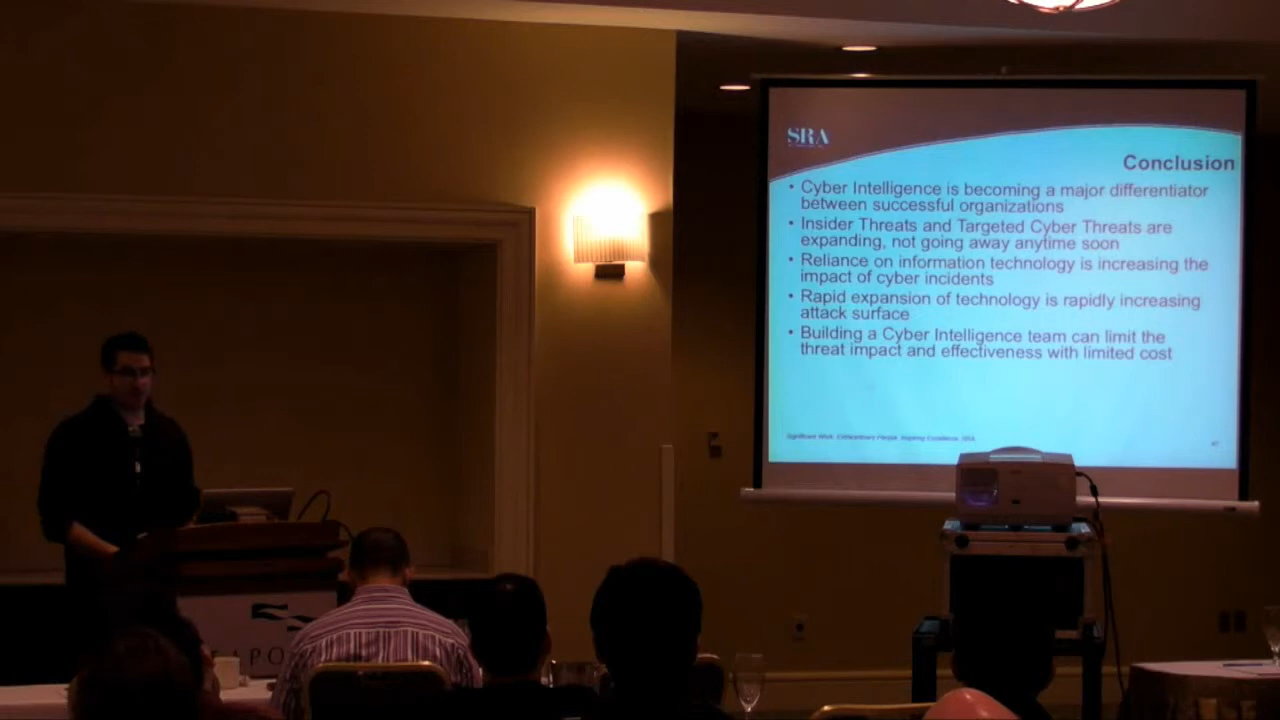 SRA
Conclusion
• Cyber Intelligence is becoming a major differentiator
between successful organizations
• Insider Threats and Targeted Cyber Threats are
expanding, not going away anytime soon
• Reliance on information technology is increasing the
impact of cyber incidents
• Rapid expansion of technology is rapidly increasing
attack surface
• Building a Cyber Intelligence team can limit the
threat impact and effectiveness with limited cost
EAPO